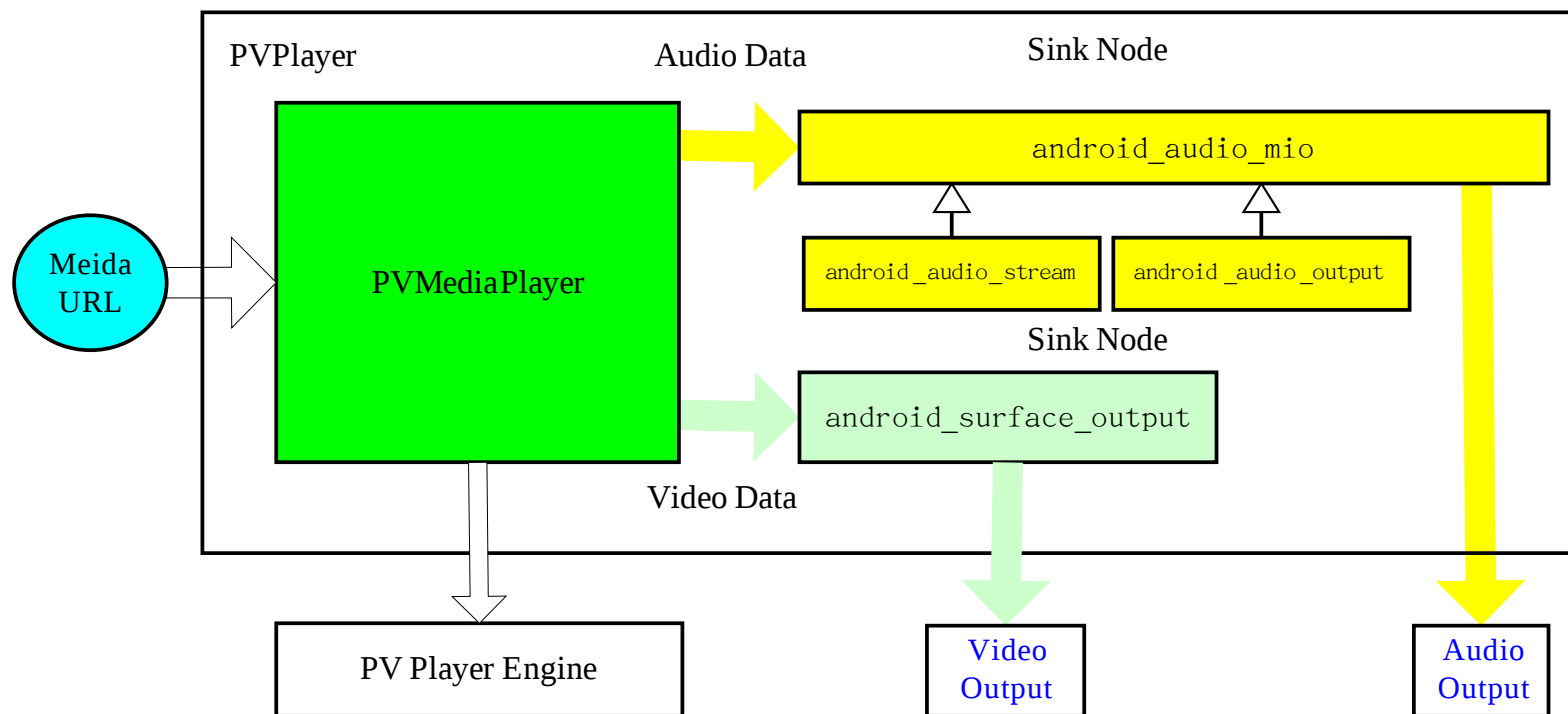 PVPlayer
Audio Data
Sink Node
android_audio_mio
Meida
URL
PVMediaPlayer
android_audio_stream
android_audio_output
Sink Node
android_surface_output
Video Data
PV Player Engine
Video
Output
Audio
Output